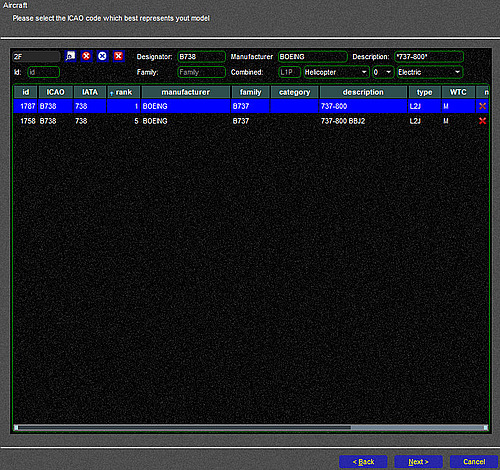 Aircraft
Please select the ICAO code which best represents yout model
2F Designator: B738 Manufacturer BOEING Description: *737-800*
Id: id Family: Family Combined: L1P Helicopter 0 Electric
id ICAO IATA rank manufacturer family category description type WTC n
1787 B738 738 1 BOEING B737 737-800 L2J M
1758 B738 738 5 BOEING B737 737-800 BBJ2 L2J M
< Back Next > Cancel